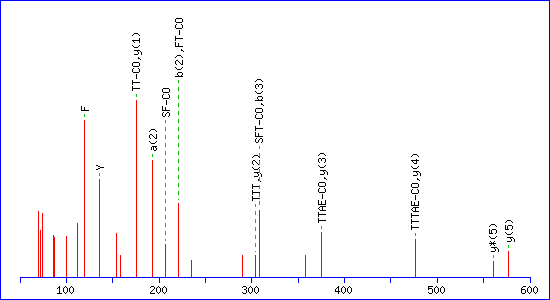 F
Y
TT-CO,y(1)
a(2)
SF-CO
b(2),FT-CO
TTT,y(2)
SFT-CO,b(3)
TTAE-CO,y(3)
TTTAE-CO,y(4)
y*(5)
y(5)
100 200 300 400 500 600